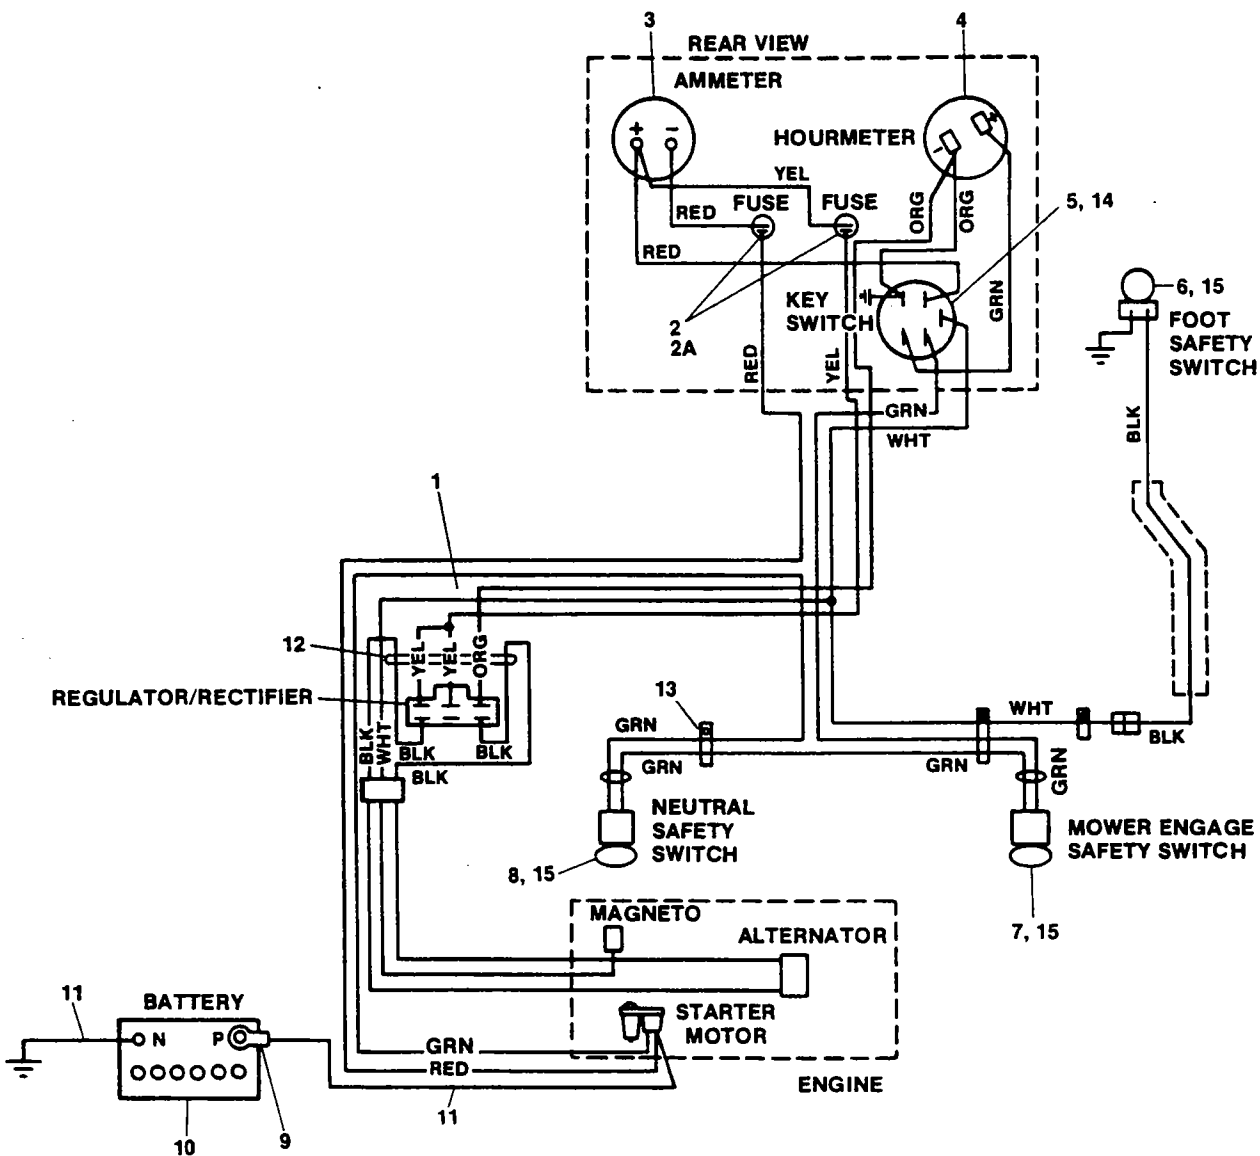 3
4
REAR VIEW
AMMETER
+
−
HOURMETER
−
+
YEL
FUSE
FUSE
ORG
ORG
RED
5, 14
RED
KEY
SWITCH
GRN
6, 15
FOOT
SAFETY
SWITCH
2
2A
RED
YEL
GRN
WHT
BLK
1
12
YEL
YEL
ORG
REGULATOR/RECTIFIER
13
BLK
WHT
BLK
BLK
BLK
GRN
GRN
WHT
BLK
GRN
GRN
NEUTRAL
SAFETY
SWITCH
8, 15
MOWER ENGAGE
SAFETY SWITCH
7, 15
MAGNETO
ALTERNATOR
11
BATTERY
N
P
STARTER
MOTOR
GRN
RED
ENGINE
11
10
9